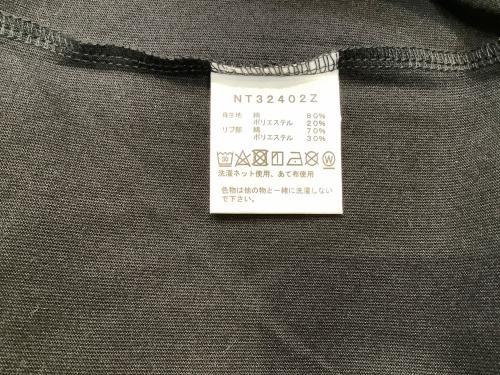 NT32402Z
身生地 綿 80%
ポリエステル 20%
リブ部 綿 70%
ポリエステル 30%
洗濯ネット使用、あて布使用
色物は他の物と一緒に洗濯しない
で下さい。